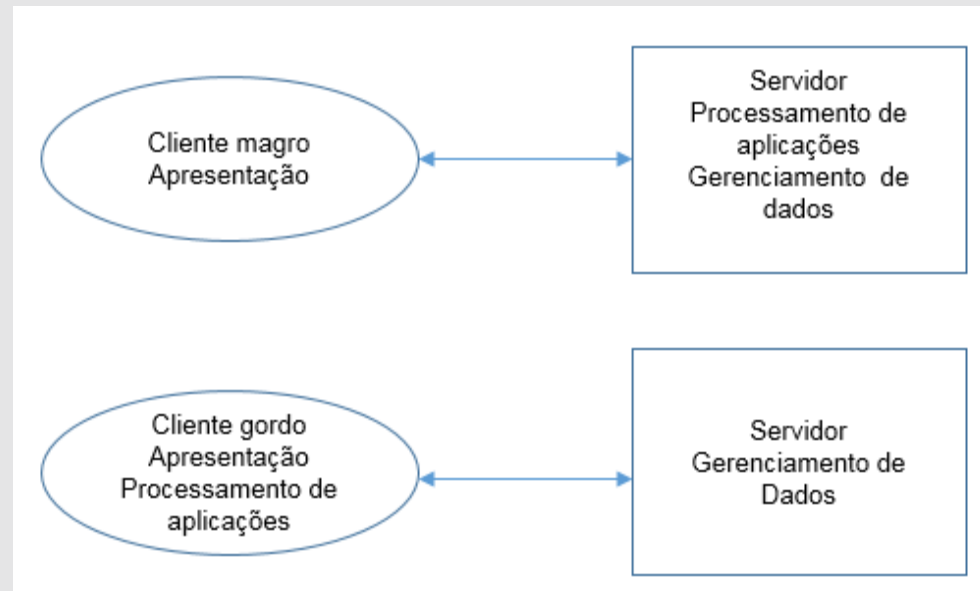 Cliente magro
Apresentação
Servidor
Processamento de
aplicações
Gerenciamento de
dados
Cliente gordo
Apresentação
Processamento de
aplicações
Servidor
Gerenciamento de
Dados